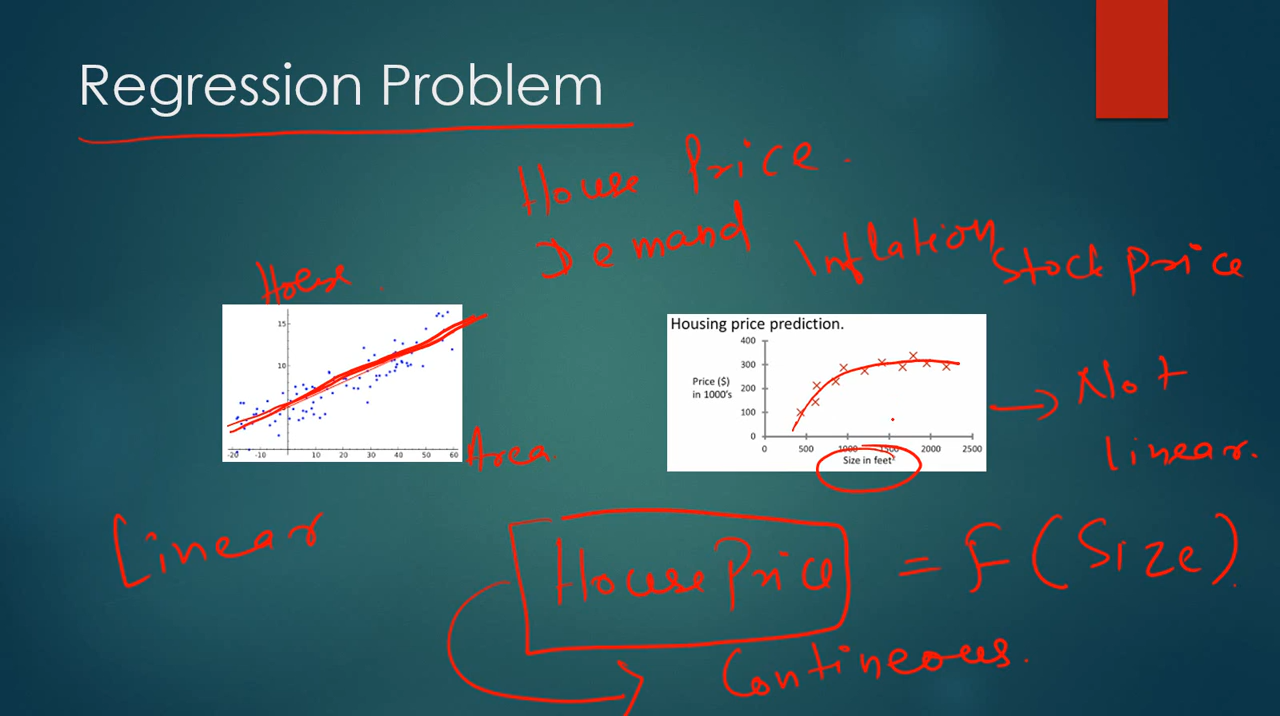 Regression Problem
House Price.
Demand
Inflation
Stock price
House.
15
10
-20 -10 10 20 30 40 50 60
Area.
Linear
Housing price prediction.
400
300
200
100
0
Price ($)
in 1000's
0 500 1000 1500 2000 2500
Size in feet²
Not
linear.
House Price = F(Size).
Contineous.